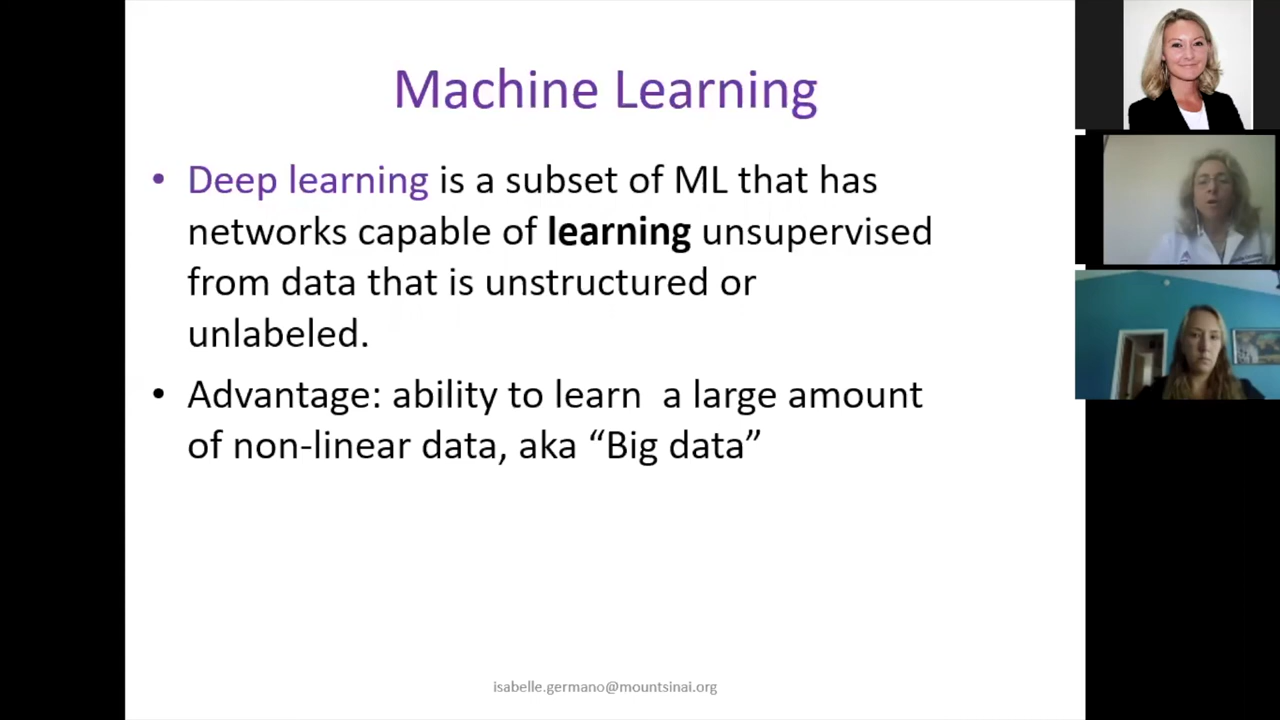 Machine Learning
• Deep learning is a subset of ML that has
networks capable of learning unsupervised
from data that is unstructured or
unlabeled.
• Advantage: ability to learn  a large amount
of non-linear data, aka “Big data”
isabelle.germano@mountsinai.org